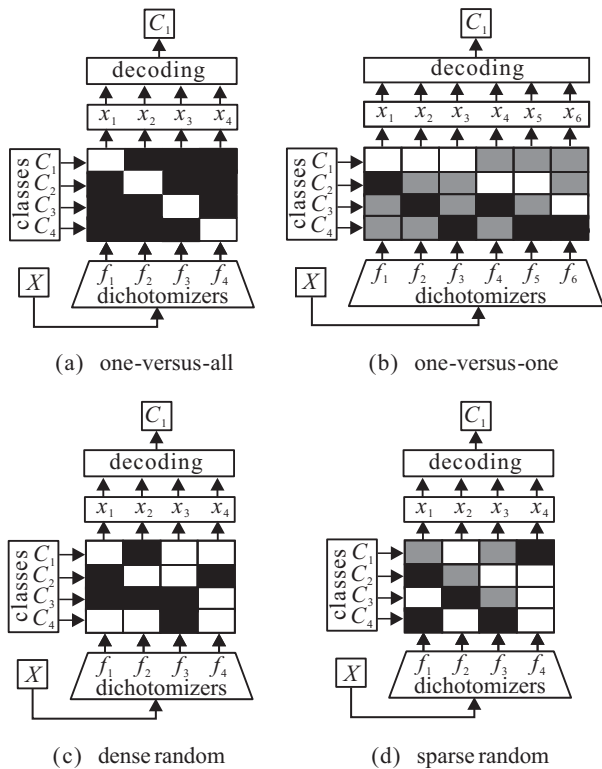 C₁
decoding
x₁ x₂ x₃ x₄
classes
C₁
C₂
C₃
C₄
f₁ f₂ f₃ f₄
X
dichotomizers
(a) one-versus-all
C₁
decoding
x₁ x₂ x₃ x₄ x₅ x₆
classes
C₁
C₂
C₃
C₄
f₁ f₂ f₃ f₄ f₅ f₆
X
dichotomizers
(b) one-versus-one
C₁
decoding
x₁ x₂ x₃ x₄
classes
C₁
C₂
C₃
C₄
f₁ f₂ f₃ f₄
X
dichotomizers
(c) dense random
C₁
decoding
x₁ x₂ x₃ x₄
classes
C₁
C₂
C₃
C₄
f₁ f₂ f₃ f₄
X
dichotomizers
(d) sparse random